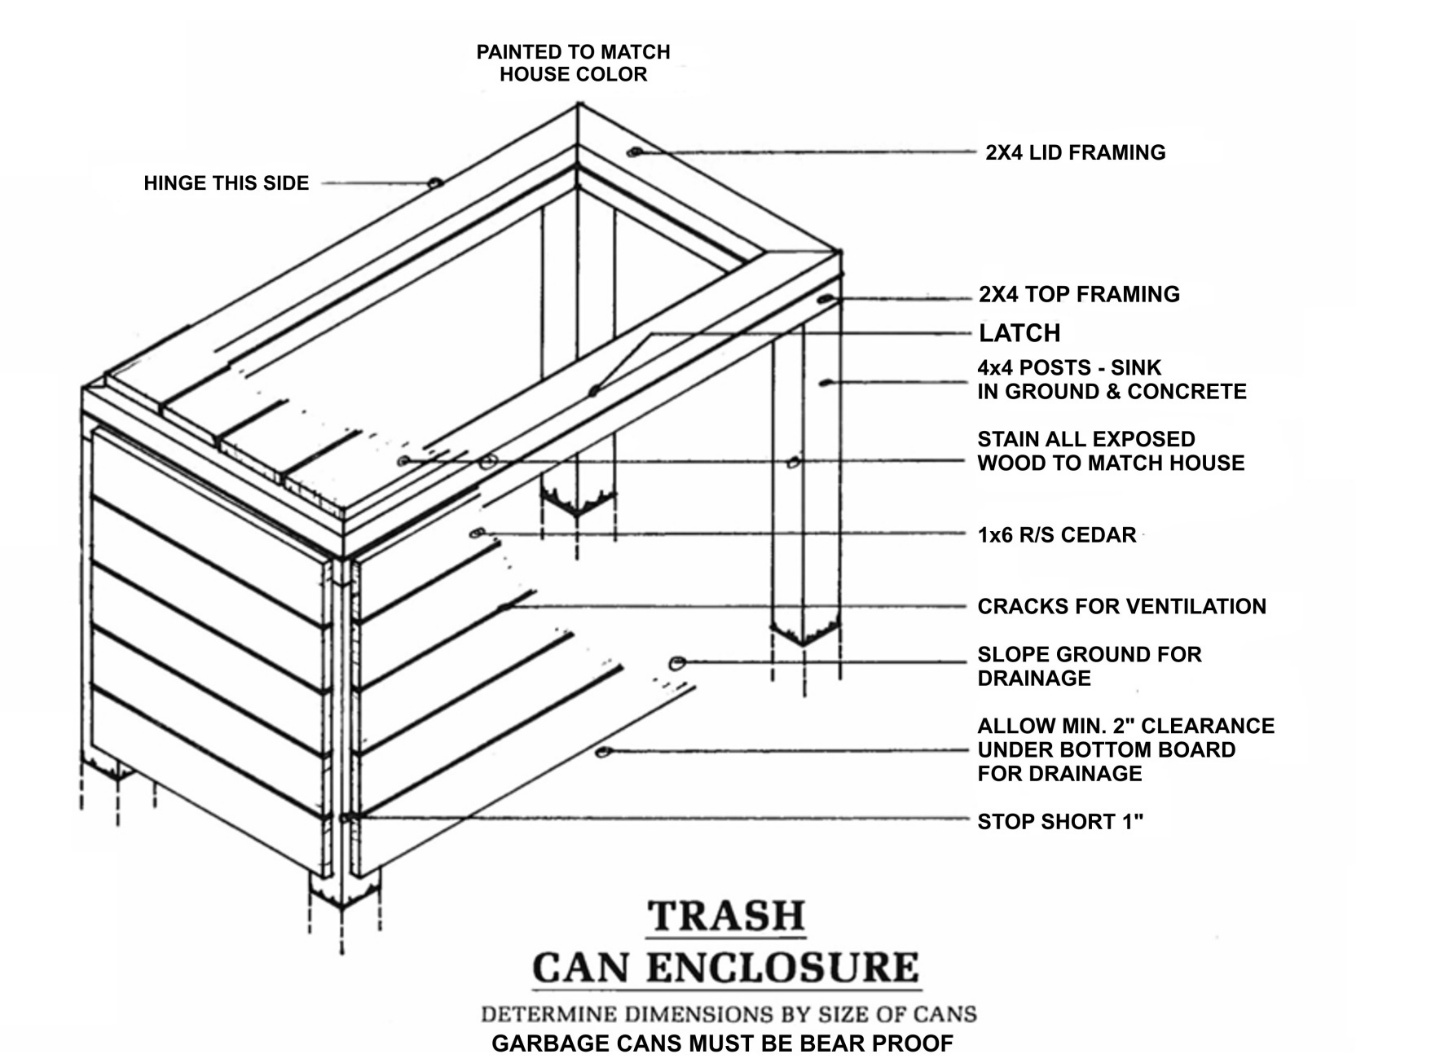 PAINTED TO MATCH
HOUSE COLOR
2X4 LID FRAMING
HINGE THIS SIDE
2X4 TOP FRAMING
LATCH
4x4 POSTS - SINK
IN GROUND & CONCRETE
STAIN ALL EXPOSED
WOOD TO MATCH HOUSE
1x6 R/S CEDAR
CRACKS FOR VENTILATION
SLOPE GROUND FOR
DRAINAGE
ALLOW MIN. 2" CLEARANCE
UNDER BOTTOM BOARD
FOR DRAINAGE
STOP SHORT 1"
TRASH
CAN ENCLOSURE
DETERMINE DIMENSIONS BY SIZE OF CANS
GARBAGE CANS MUST BE BEAR PROOF